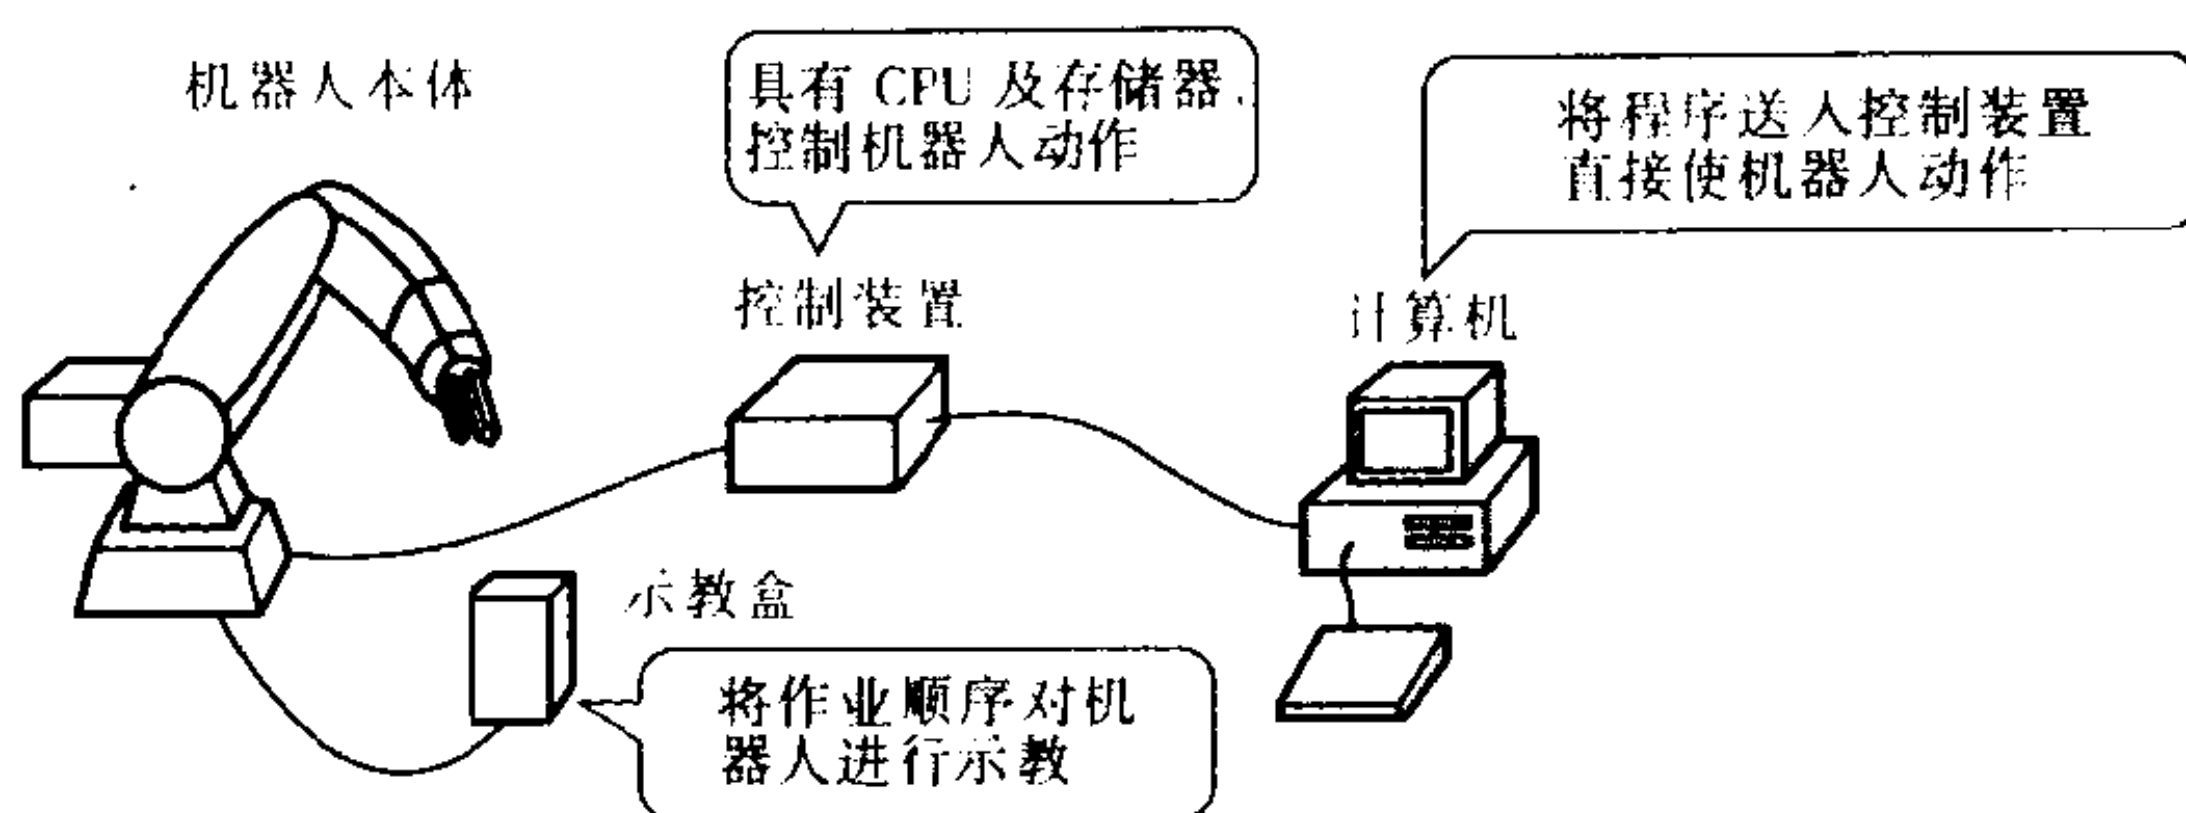 机器人本体
具有 CPU 及存储器,
控制机器人动作
将程序送入控制装置
直接使机器人动作
控制装置
计算机
示教盒
将作业顺序对机
器人进行示教